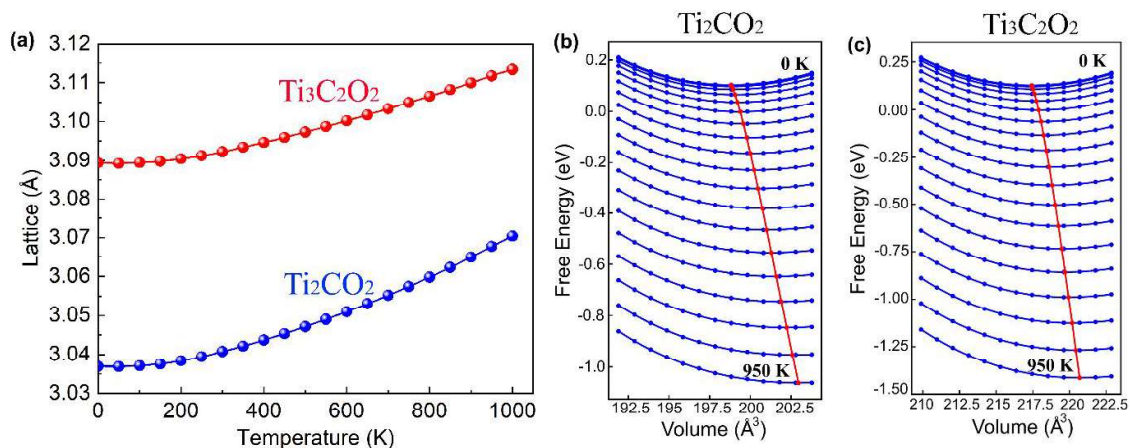 (a)
3.12
3.11
3.10
3.09
3.07
3.06
3.05
3.04
3.03
Lattice (Å)
Ti₃C₂O₂
Ti₂CO₂
0 200 400 600 800 1000
Temperature (K)
(b) Ti₂CO₂
0.2
0.0
-0.2
-0.4
-0.6
-0.8
-1.0
Free Energy (eV)
0 K
950 K
192.5 195 197.5 200 202.5
Volume (Å³)
(c) Ti₃C₂O₂
0.25
0.00
-0.25
-0.50
-0.75
-1.00
-1.25
-1.50
Free Energy (eV)
0 K
950 K
210 212.5 215 217.5 220 222.5
Volume (Å³)